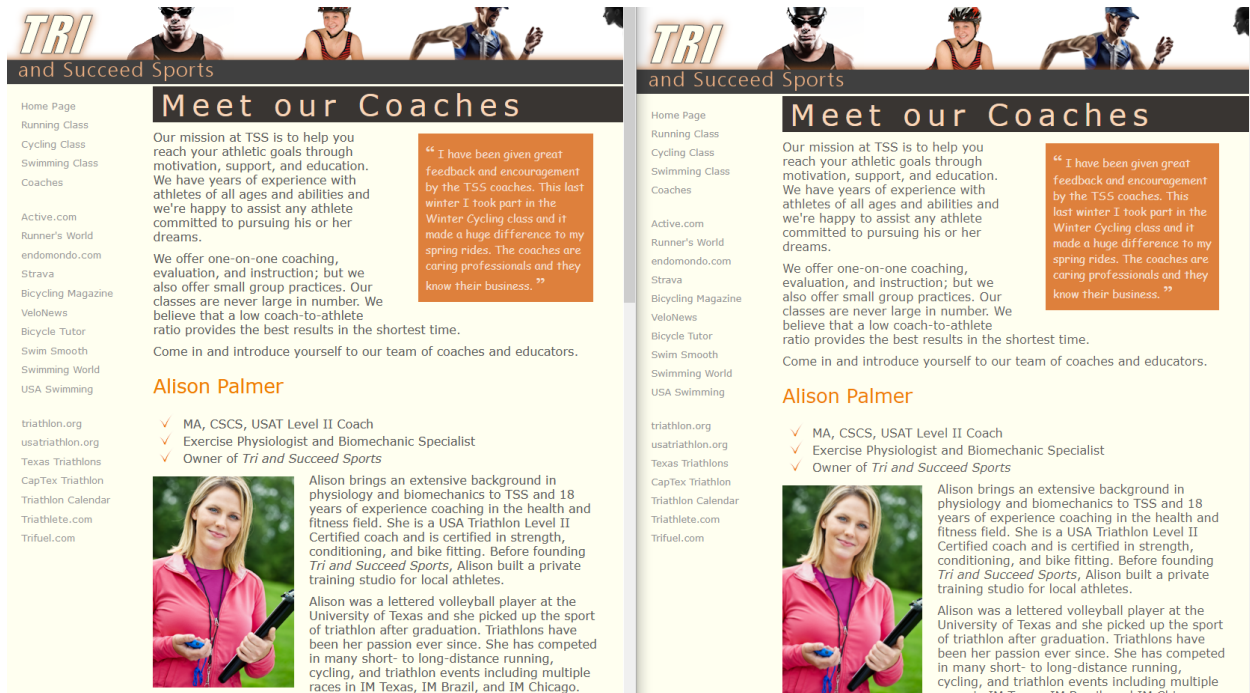 TRI
and Succeed Sports
Meet our Coaches
Home Page
Running Class
Cycling Class
Swimming Class
Coaches
Active.com
Runner's World
endomondo.com
Strava
Bicycling Magazine
VeloNews
Bicycle Tutor
Swim Smooth
Swimming World
USA Swimming
triathlon.org
usatriathlon.org
Texas Triathlons
CapTex Triathlon
Triathlon Calendar
Triathlete.com
Trifuel.com
Our mission at TSS is to help you
reach your athletic goals through
motivation, support, and education.
We have years of experience with
athletes of all ages and abilities and
we're happy to assist any athlete
committed to pursuing his or her
dreams.
We offer one-on-one coaching,
evaluation, and instruction; but we
also offer small group practices. Our
classes are never large in number. We
believe that a low coach-to-athlete
ratio provides the best results in the shortest time.
“ I have been given great
feedback and encouragement
by the TSS coaches. This last
winter I took part in the
Winter Cycling class and it
made a huge difference to my
spring rides. The coaches are
caring professionals and they
know their business. ”
Come in and introduce yourself to our team of coaches and educators.
Alison Palmer
MA, CSCS, USAT Level II Coach
Exercise Physiologist and Biomechanic Specialist
Owner of Tri and Succeed Sports
Alison brings an extensive background in
physiology and biomechanics to TSS and 18
years of experience coaching in the health and
fitness field. She is a USA Triathlon Level II
Certified coach and is certified in strength,
conditioning, and bike fitting. Before founding
Tri and Succeed Sports, Alison built a private
training studio for local athletes.
Alison was a lettered volleyball player at the
University of Texas and she picked up the sport
of triathlon after graduation. Triathlons have
been her passion ever since. She has competed
in many short- to long-distance running,
cycling, and triathlon events including multiple
races in IM Texas, IM Brazil, and IM Chicago.
TRI
and Succeed Sports
Meet our Coaches
Home Page
Running Class
Cycling Class
Swimming Class
Coaches
Active.com
Runner's World
endomondo.com
Strava
Bicycling Magazine
VeloNews
Bicycle Tutor
Swim Smooth
Swimming World
USA Swimming
triathlon.org
usatriathlon.org
Texas Triathlons
CapTex Triathlon
Triathlon Calendar
Triathlete.com
Trifuel.com
Our mission at TSS is to help you
reach your athletic goals through
motivation, support, and education.
We have years of experience with
athletes of all ages and abilities and
we're happy to assist any athlete
committed to pursuing his or her
dreams.
We offer one-on-one coaching,
evaluation, and instruction; but we
also offer small group practices. Our
classes are never large in number. We
believe that a low coach-to-athlete
ratio provides the best results in the shortest time.
“ I have been given great
feedback and encouragement
by the TSS coaches. This
last winter I took part in the
Winter Cycling class and it
made a huge difference to my
spring rides. The coaches are
caring professionals and they
know their business. ”
Come in and introduce yourself to our team of coaches and educators.
Alison Palmer
MA, CSCS, USAT Level II Coach
Exercise Physiologist and Biomechanic Specialist
Owner of Tri and Succeed Sports
Alison brings an extensive background in
physiology and biomechanics to TSS and 18
years of experience coaching in the health and
fitness field. She is a USA Triathlon Level II
Certified coach and is certified in strength,
conditioning, and bike fitting. Before founding
Tri and Succeed Sports, Alison built a private
training studio for local athletes.
Alison was a lettered volleyball player at the
University of Texas and she picked up the sport
of triathlon after graduation. Triathlons have
been her passion ever since. She has competed
in many short- to long-distance running,
cycling, and triathlon events including multiple